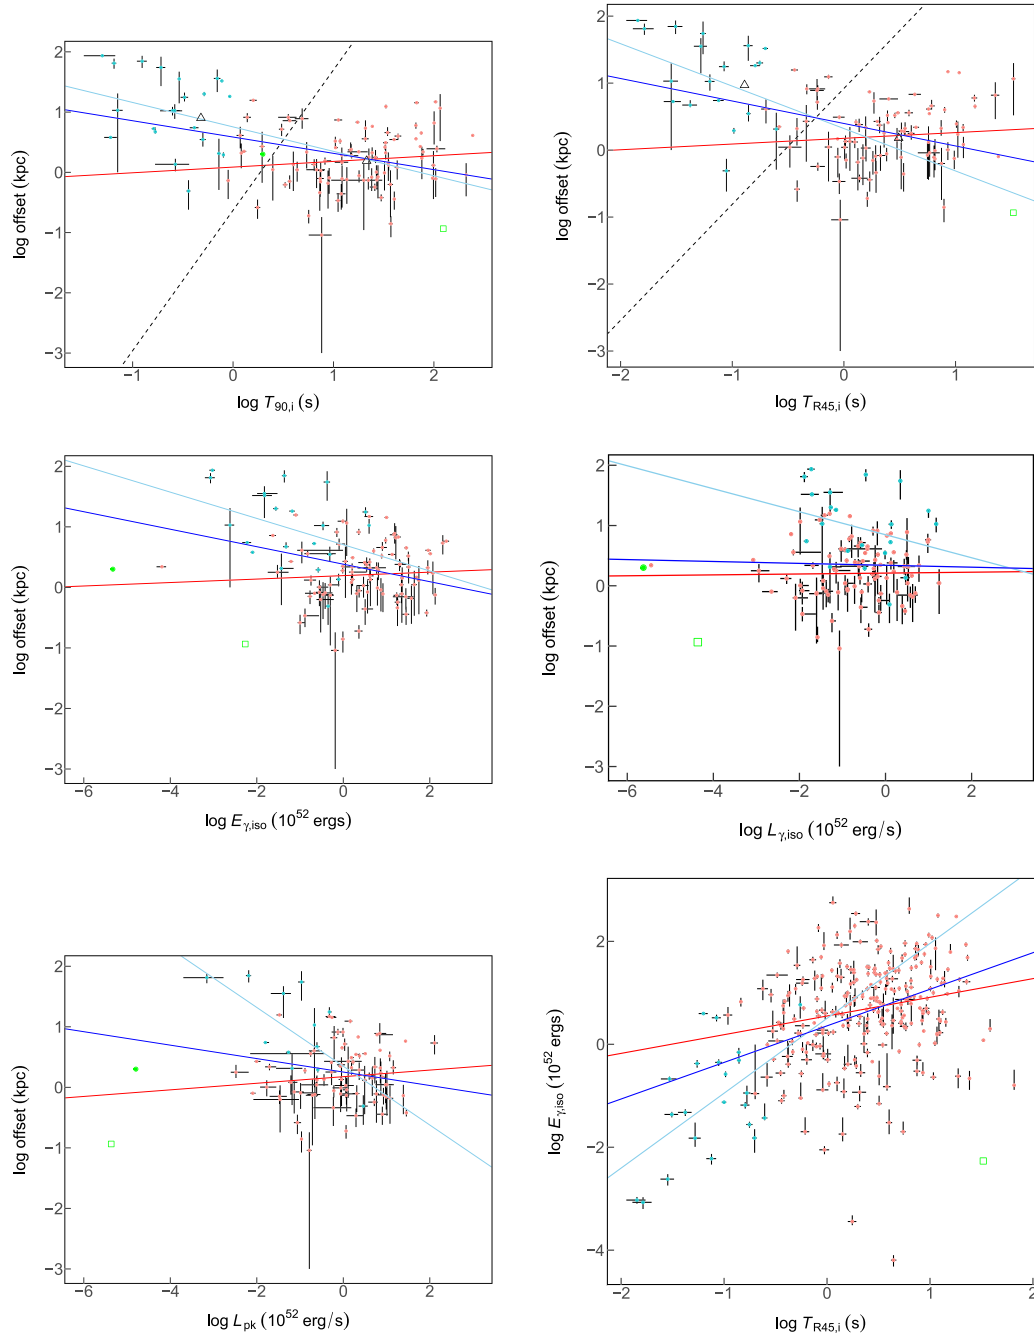 2
1
0
−1
−2
−3
log offset (kpc)
−1 0 1 2
log T90,i (s)
2
1
0
−1
−2
−3
log offset (kpc)
−2 −1 0 1
log TR45,i (s)
2
1
0
−1
−2
−3
log offset (kpc)
−6 −4 −2 0 2
log Eγ,iso (10^52 ergs)
2
1
0
−1
−2
−3
log offset (kpc)
−6 −4 −2 0 2
log Lγ,iso (10^52 erg/s)
2
1
0
−1
−2
−3
log offset (kpc)
−6 −4 −2 0 2
log Lpk (10^52 erg/s)
2
0
−2
−4
log Eγ,iso (10^52 ergs)
−2 −1 0 1 2
log TR45,i (s)